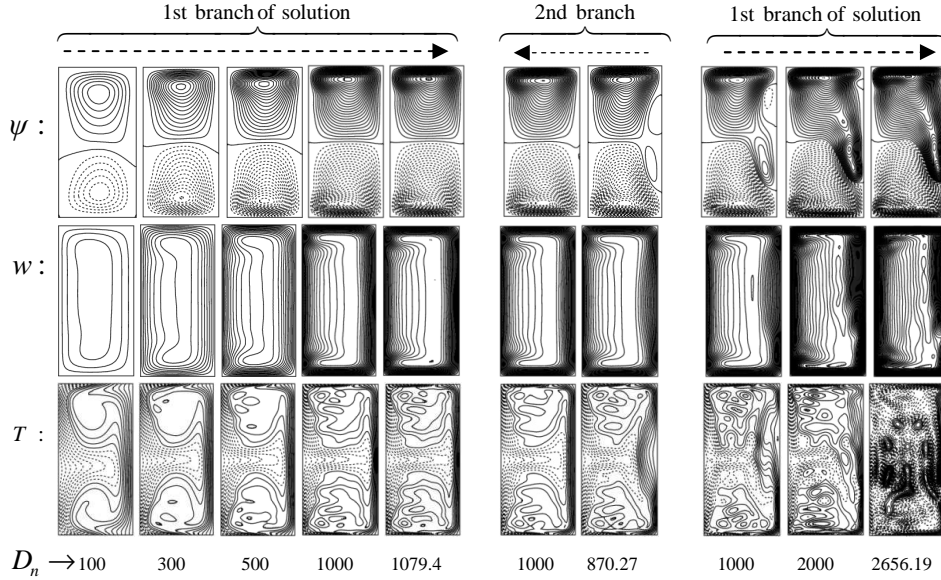 1st branch of solution 2nd branch 1st branch of solution
ψ :
w :
T :
Dn → 100 300 500 1000 1079.4 1000 870.27 1000 2000 2656.19